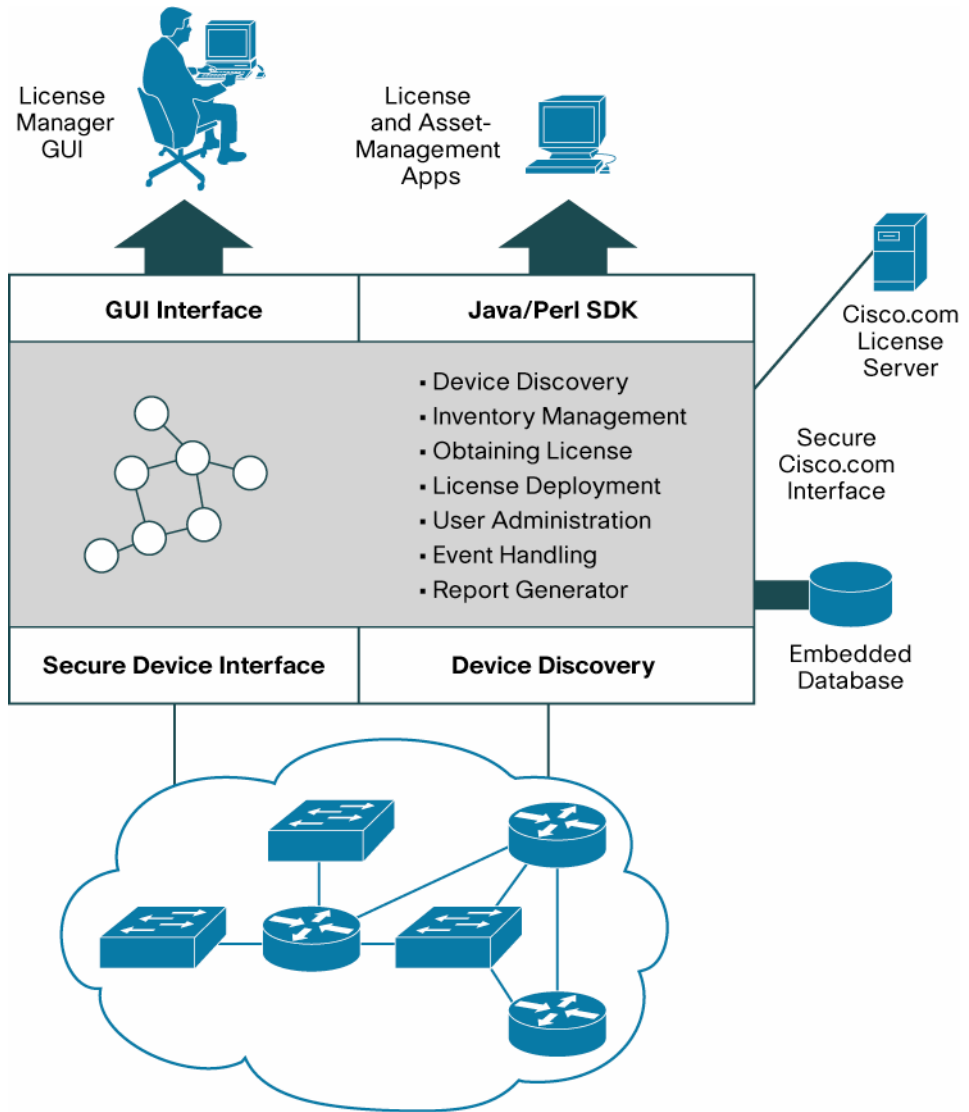 License
Manager
GUI
License
and Asset-
Management
Apps
Cisco.com
License
Server
GUI Interface
Java/Perl SDK
▪ Device Discovery
▪ Inventory Management
▪ Obtaining License
▪ License Deployment
▪ User Administration
▪ Event Handling
▪ Report Generator
Secure
Cisco.com
Interface
Embedded
Database
Secure Device Interface
Device Discovery